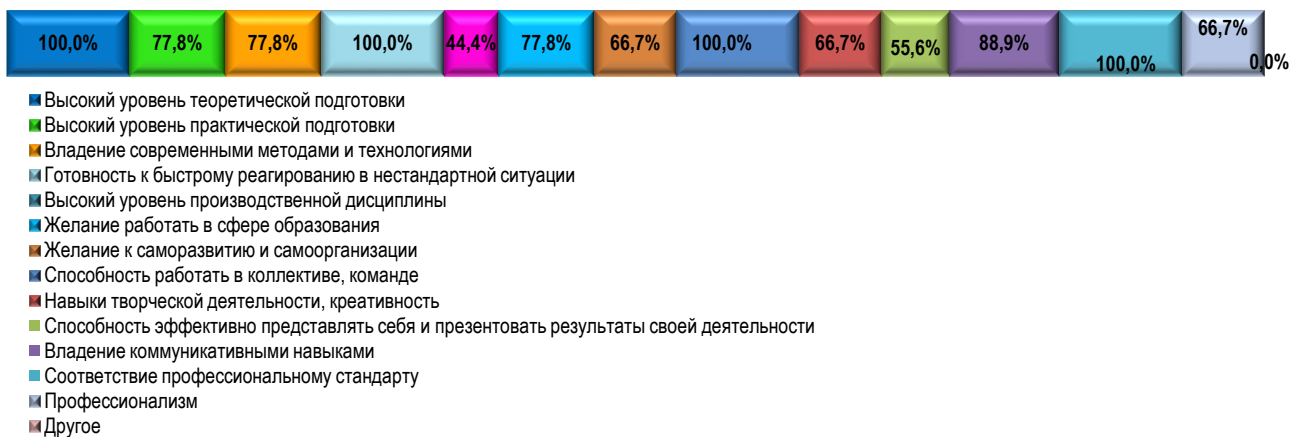 100,0% 77,8% 77,8% 100,0% 44,4% 77,8% 66,7% 100,0% 66,7% 55,6% 88,9% 100,0% 66,7% 0,0%
Высокий уровень теоретической подготовки
Высокий уровень практической подготовки
Владение современными методами и технологиями
Готовность к быстрому реагированию в нестандартной ситуации
Высокий уровень производственной дисциплины
Желание работать в сфере образования
Желание к саморазвитию и самоорганизации
Способность работать в коллективе, команде
Навыки творческой деятельности, креативность
Способность эффективно представлять себя и презентовать результаты своей деятельности
Владение коммуникативными навыками
Соответствие профессиональному стандарту
Профессионализм
Другое